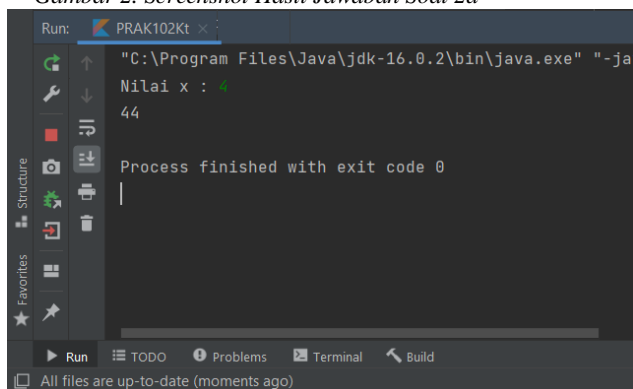 Gambar 2. Screenshot Hasil Jawaban Soal 2a
Run: PRAK102Kt
"C:\Program Files\Java\jdk-16.0.2\bin\java.exe" "-ja
Nilai x : 4
44
Process finished with exit code 0
Structure
Favorites
Run TODO Problems Terminal Build
All files are up-to-date (moments ago)